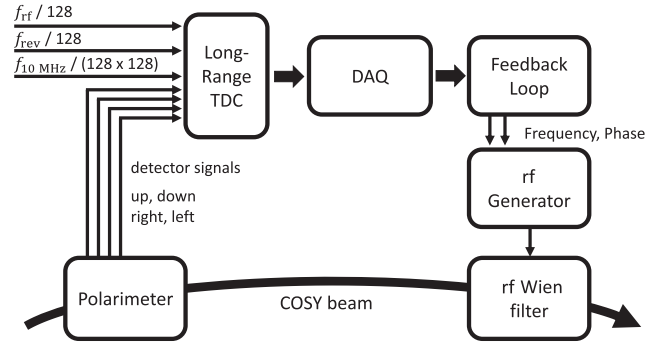 f_rf / 128
f_rev / 128
f_10 MHz / (128 x 128)
Long-
Range
TDC
DAQ
Feedback
Loop
Frequency, Phase
detector signals
up, down
right, left
rf
Generator
Polarimeter
COSY beam
rf Wien
filter